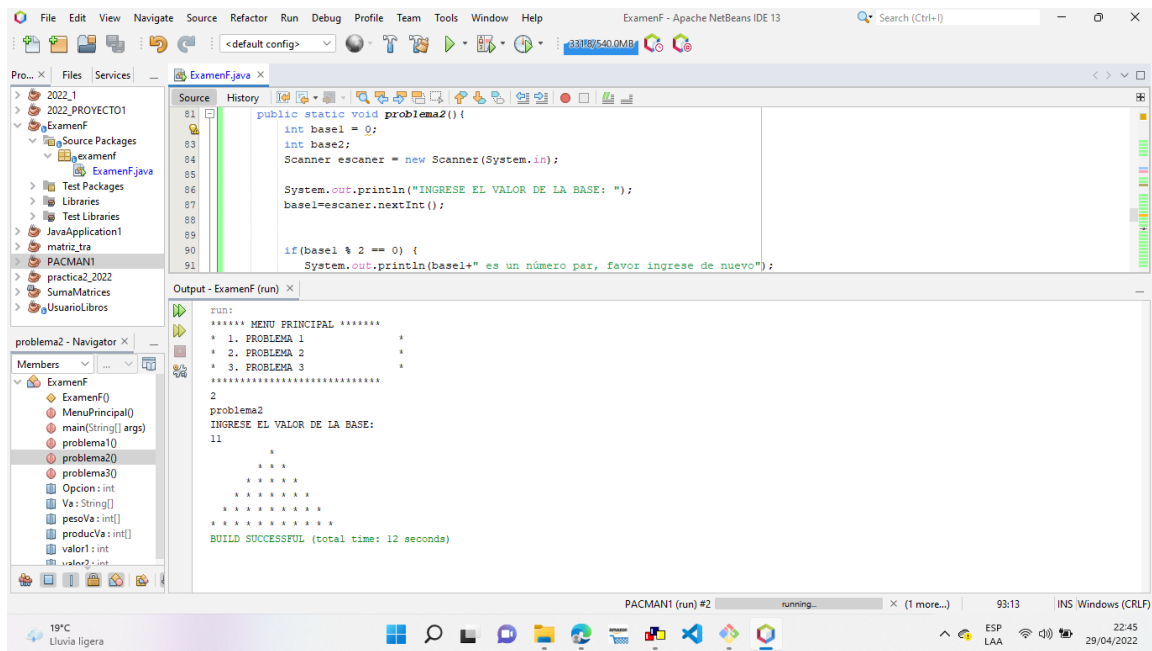 File Edit View Navigate Source Refactor Run Debug Profile Team Tools Window Help ExamenF - Apache NetBeans IDE 13 Search (Ctrl+I)
<default config> 331.8/540.0MB
Pro... Files Services
2022_1
2022_PROYECTO1
ExamenF
Source Packages
examenf
ExamenF.java
Test Packages
Libraries
Test Libraries
JavaApplication1
matriz_tra
PACMAN1
practica2_2022
SumaMatrices
UsuarioLibros
ExamenF.java
Source History
81 public static void problema2(){
int base1 = 0;
83 int base2;
84 Scanner escaner = new Scanner(System.in);
85
86 System.out.println("INGRESE EL VALOR DE LA BASE: ");
87 base1=escaner.nextInt();
88
89
90 if(base1 % 2 == 0) {
91 System.out.println(base1+" es un número par, favor ingrese de nuevo");
problema2 - Navigator
Members ...
ExamenF
ExamenF()
MenuPrincipal()
main(String[] args)
problema1()
problema2()
problema3()
Opcion : int
Va : String[]
pesoVa : int[]
producVa : int[]
valor1 : int
valor2 : int
Output - ExamenF (run)
run:
****** MENU PRINCIPAL *******
* 1. PROBLEMA 1 *
* 2. PROBLEMA 2 *
* 3. PROBLEMA 3 *
*****************************
2
problema2
INGRESE EL VALOR DE LA BASE:
11
*
* * *
* * * * *
* * * * * * *
* * * * * * * * *
* * * * * * * * * * *
BUILD SUCCESSFUL (total time: 12 seconds)
PACMAN1 (run) #2 running... (1 more...) 93:13 INS Windows (CRLF)
19°C
Lluvia ligera
ESP
LAA
22:45
29/04/2022